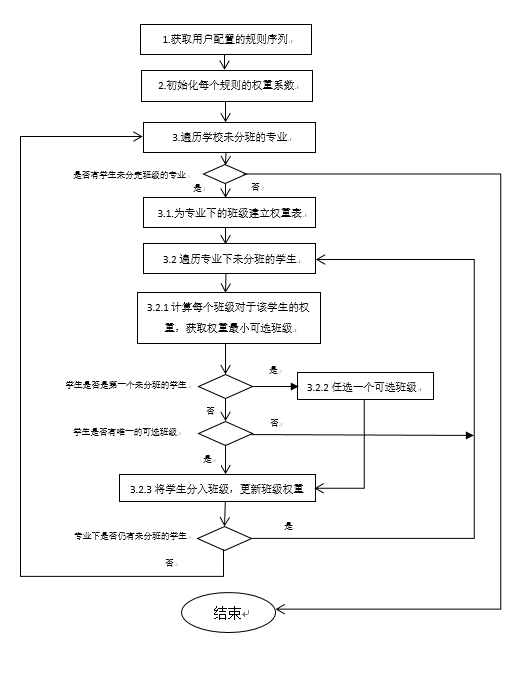 1.获取用户配置的规则序列
2.初始化每个规则的权重系数
3.遍历学校未分班的专业
是否有学生未分完班级的专业
是
否
3.1.为专业下的班级建立权重表
3.2 遍历专业下未分班的学生
3.2.1 计算每个班级对于该学生的权
重，获取权重最小可选班级
是
学生是否是第一个未分班的学生
3.2.2 任选一个可选班级
否
否
学生是否有唯一的可选班级
是
3.2.3 将学生分入班级，更新班级权重
是
专业下是否仍有未分班的学生
否
结束